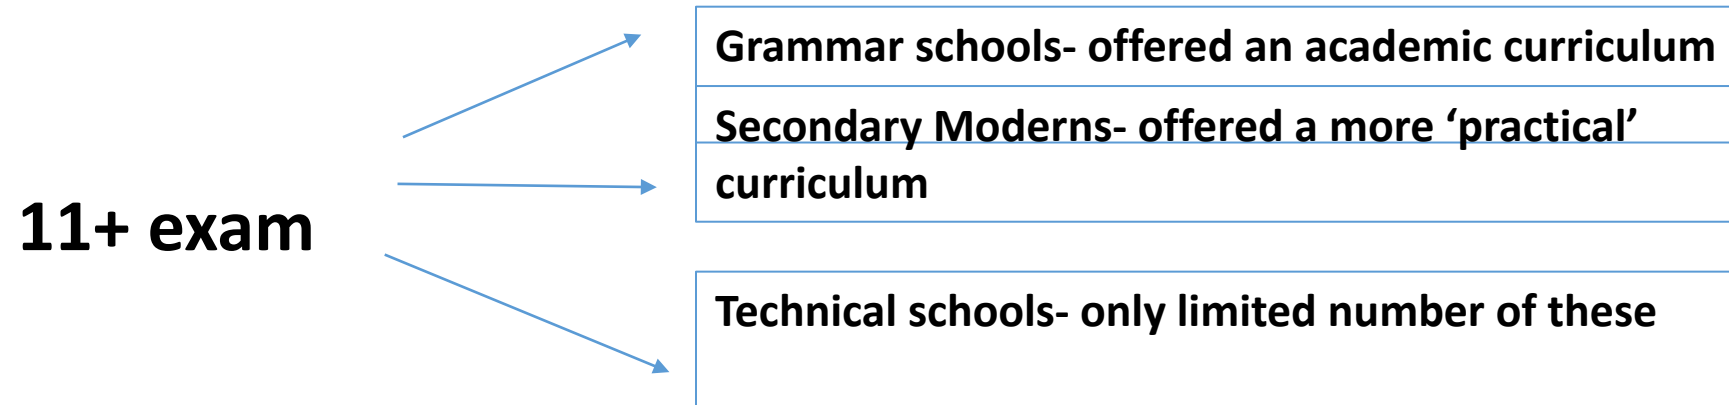 Grammar schools- offered an academic curriculum
Secondary Moderns- offered a more ‘practical’
curriculum
11+ exam
Technical schools- only limited number of these